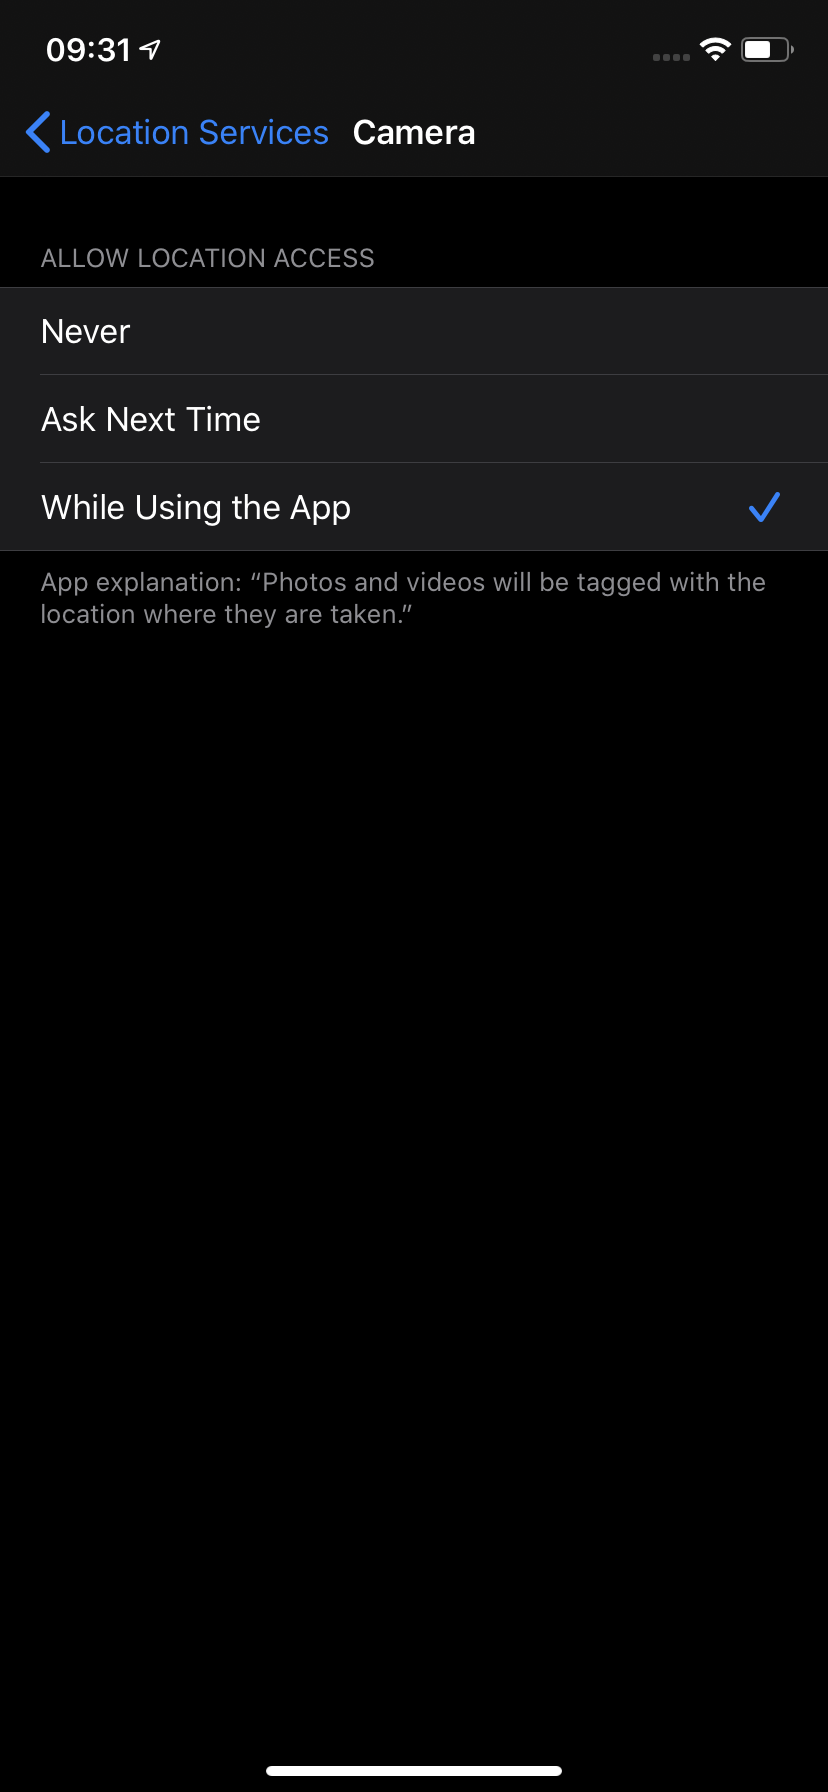 09:31
Location Services Camera
ALLOW LOCATION ACCESS
Never
Ask Next Time
While Using the App
App explanation: “Photos and videos will be tagged with the
location where they are taken.”